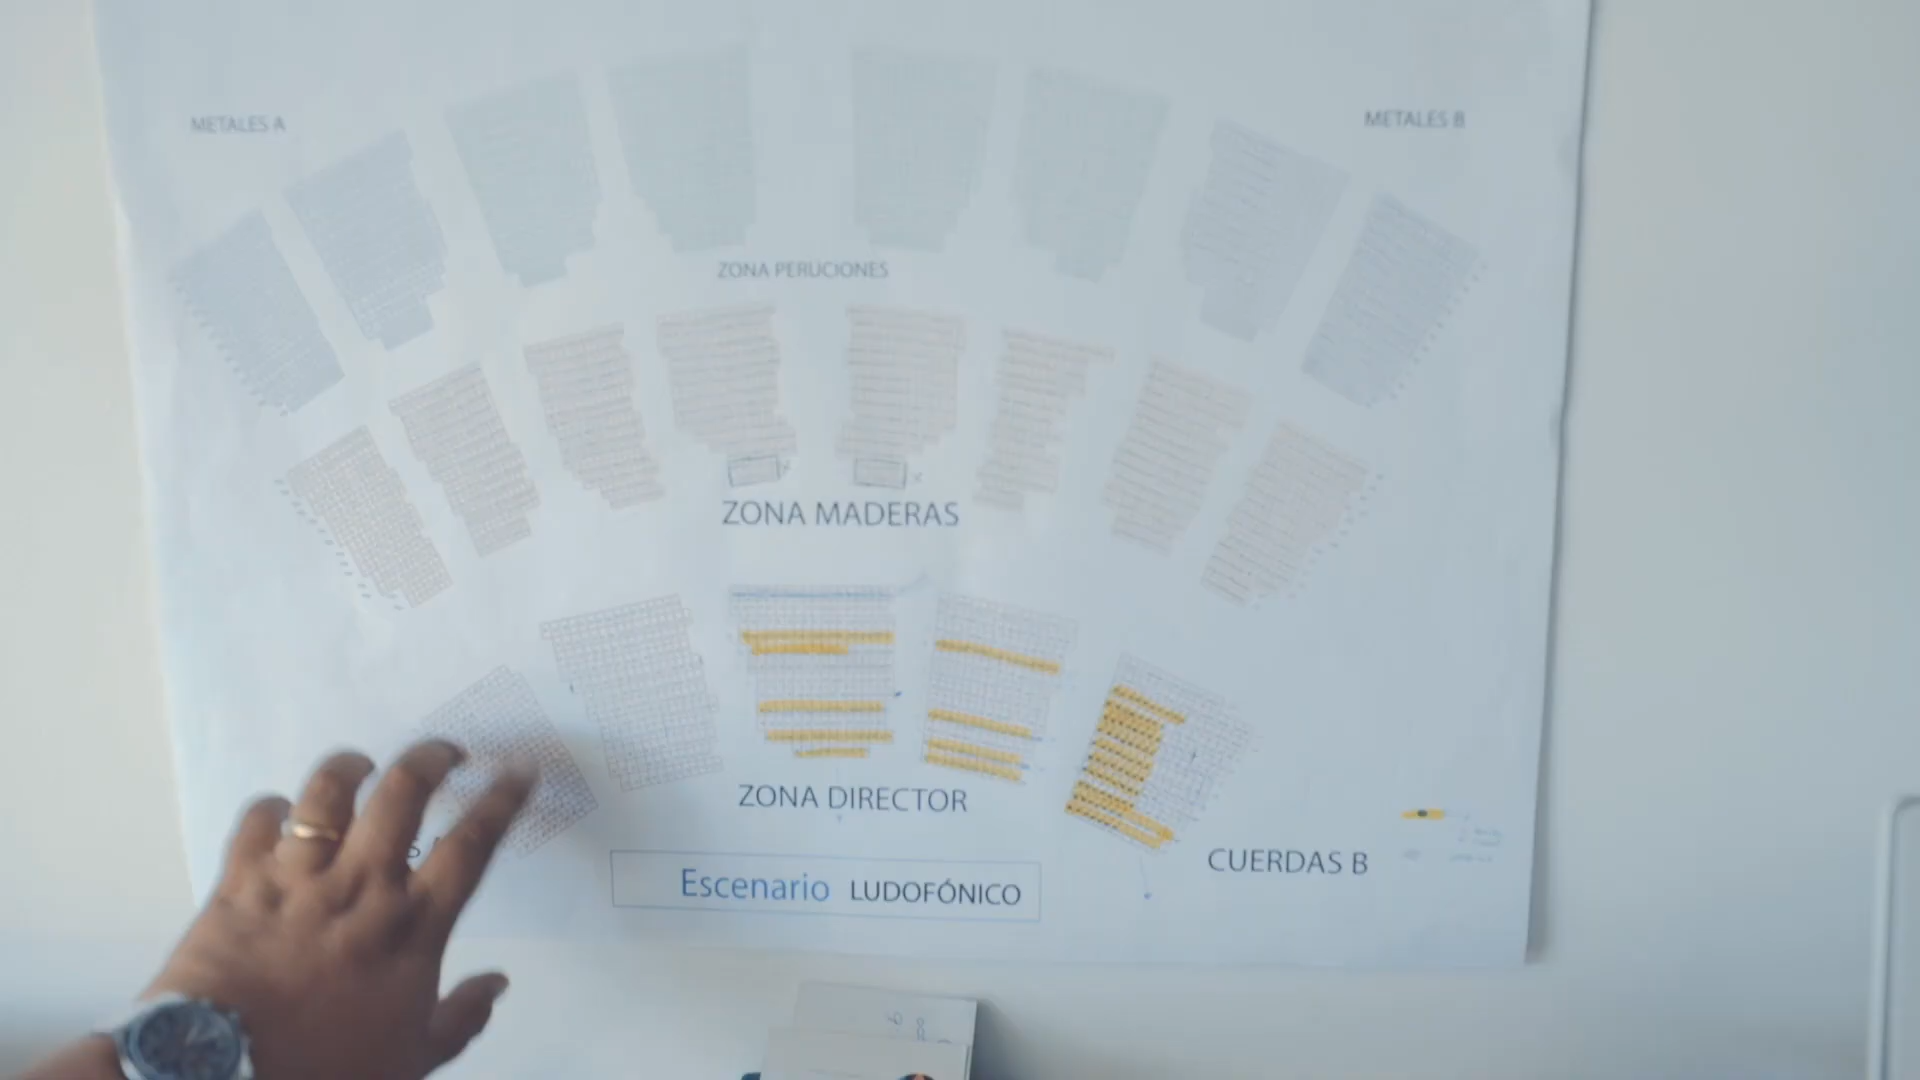 METALES A
METALES B
ZONA PERUCIONES
ZONA MADERAS
ZONA DIRECTOR
CUERDAS B
Escenario LUDOFÓNICO